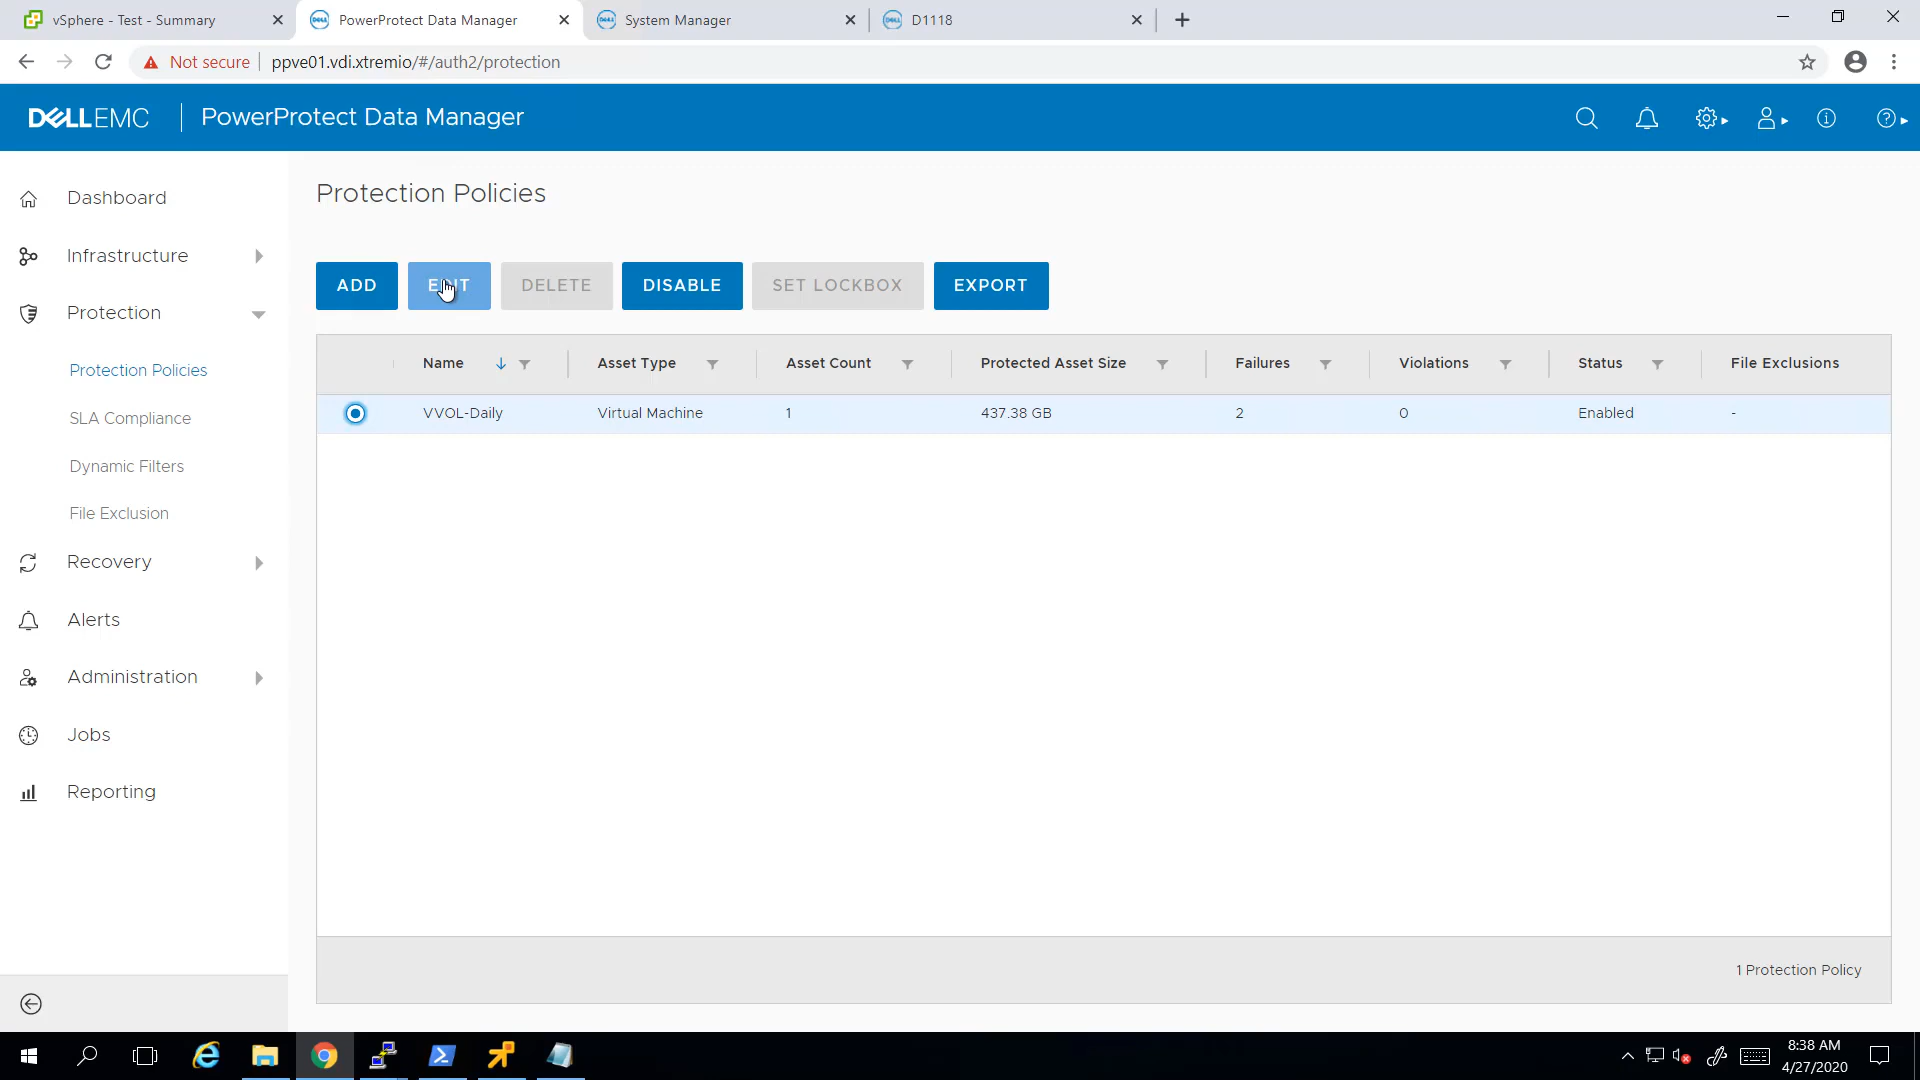 vSphere - Test - Summary
PowerProtect Data Manager
System Manager
D1118
Not secure
ppve01.vdi.xtremio/#/auth2/protection
DELLEMC
PowerProtect Data Manager
Dashboard
Infrastructure
Protection
Protection Policies
SLA Compliance
Dynamic Filters
File Exclusion
Recovery
Alerts
Administration
Jobs
Reporting
Protection Policies
ADD
EDIT
DELETE
DISABLE
SET LOCKBOX
EXPORT
Name
Asset Type
Asset Count
Protected Asset Size
Failures
Violations
Status
File Exclusions
VVOL-Daily
Virtual Machine
1
437.38 GB
2
0
Enabled
-
1 Protection Policy
8:38 AM
4/27/2020